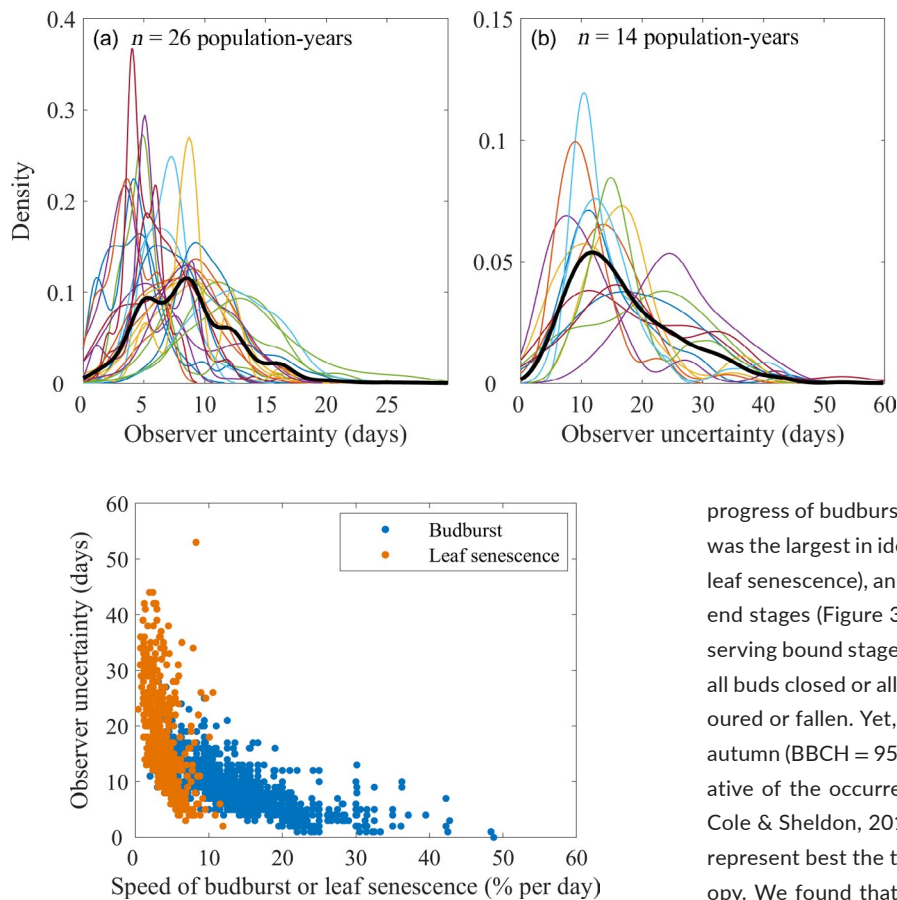 (a) n = 26 population-years
0.4
0.3
0.2
0.1
0
Density
0 5 10 15 20 25
Observer uncertainty (days)
(b) n = 14 population-years
0.15
0.1
0.05
0
0 10 20 30 40 50 60
Observer uncertainty (days)
60
50
40
30
20
10
0
Observer uncertainty (days)
Budburst
Leaf senescence
0 10 20 30 40 50 60
Speed of budburst or leaf senescence (% per day)
progress of budburst
was the largest in ide
leaf senescence), an
end stages (Figure 3
serving bound stage
all buds closed or all
oured or fallen. Yet,
autumn (BBCH = 95
ative of the occurre
Cole & Sheldon, 201
represent best the t
opy. We found that